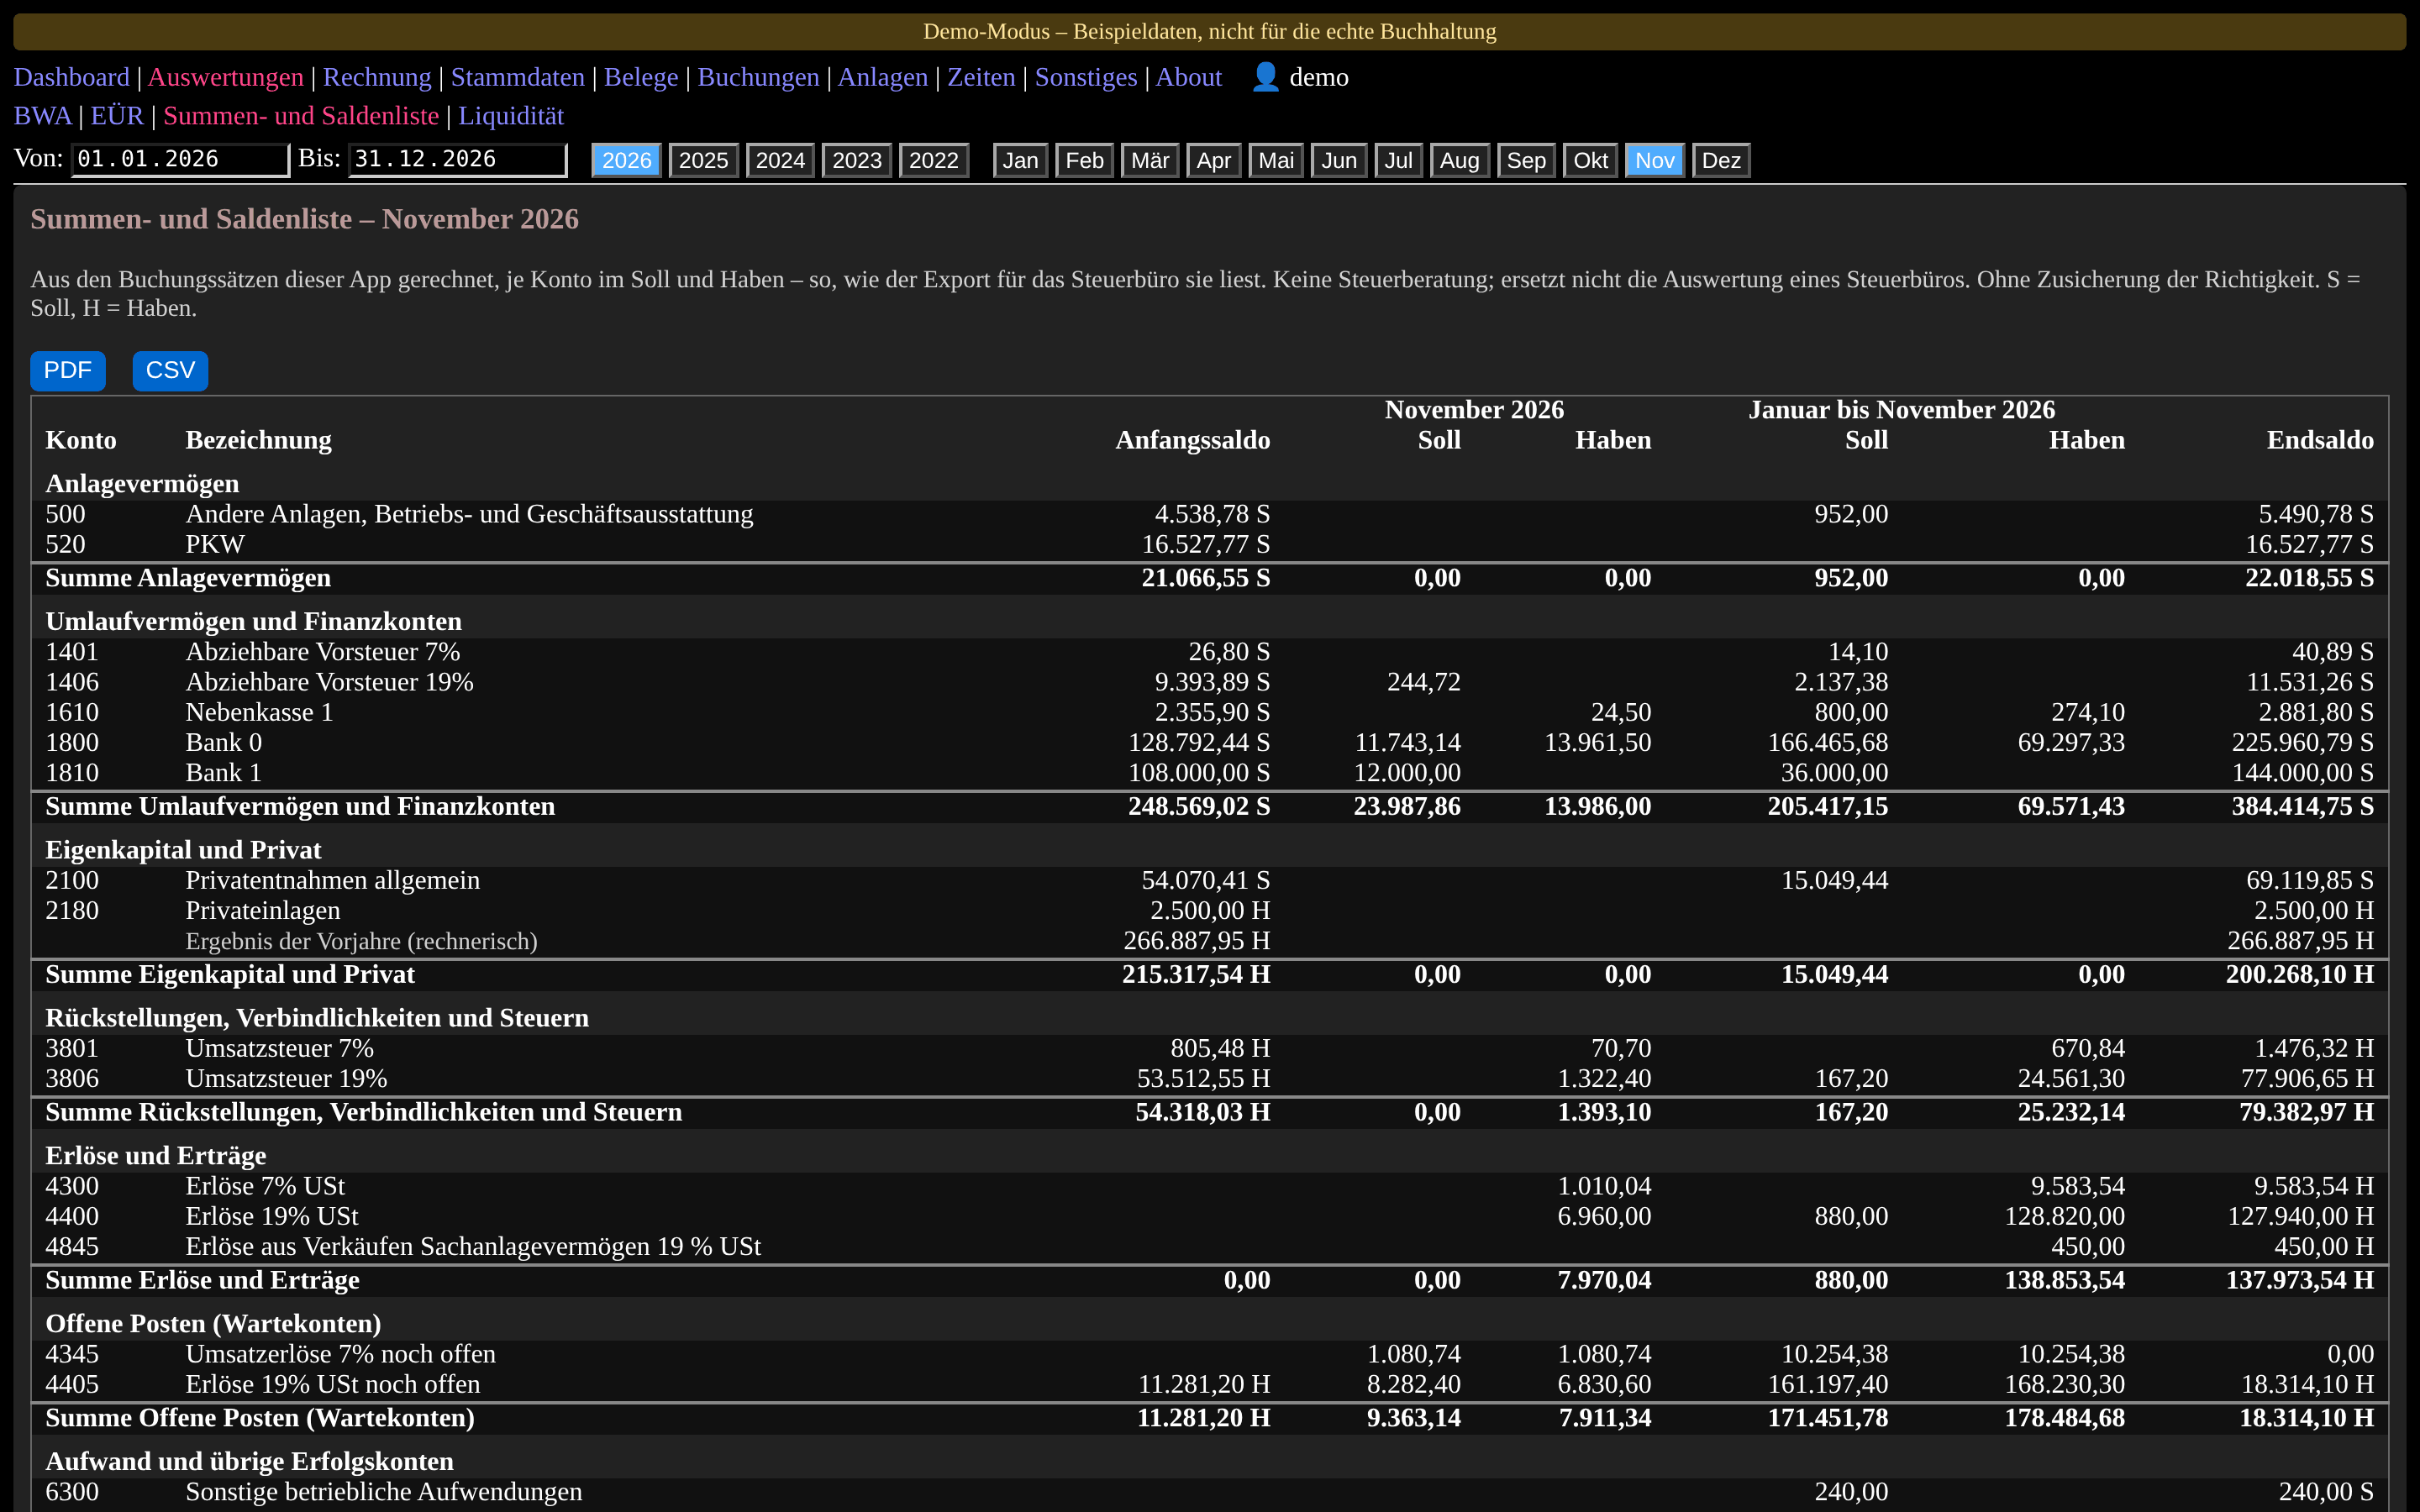 Demo-Modus – Beispieldaten, nicht für die echte Buchhaltung
Dashboard | Auswertungen | Rechnung | Stammdaten | Belege | Buchungen | Anlagen | Zeiten | Sonstiges | About 👤 demo
BWA | EÜR | Summen- und Saldenliste | Liquidität
Von: 01.01.2026 Bis: 31.12.2026 2026 2025 2024 2023 2022 Jan Feb Mär Apr Mai Jun Jul Aug Sep Okt Nov Dez
Summen- und Saldenliste – November 2026
Aus den Buchungssätzen dieser App gerechnet, je Konto im Soll und Haben – so, wie der Export für das Steuerbüro sie liest. Keine Steuerberatung; ersetzt nicht die Auswertung eines Steuerbüros. Ohne Zusicherung der Richtigkeit. S =
Soll, H = Haben.
PDF CSV
November 2026 Januar bis November 2026
Konto Bezeichnung Anfangssaldo Soll Haben Soll Haben Endsaldo
Anlagevermögen
500 Andere Anlagen, Betriebs- und Geschäftsausstattung 4.538,78 S 952,00 5.490,78 S
520 PKW 16.527,77 S 16.527,77 S
Summe Anlagevermögen 21.066,55 S 0,00 0,00 952,00 0,00 22.018,55 S
Umlaufvermögen und Finanzkonten
1401 Abziehbare Vorsteuer 7% 26,80 S 14,10 40,89 S
1406 Abziehbare Vorsteuer 19% 9.393,89 S 244,72 2.137,38 11.531,26 S
1610 Nebenkasse 1 2.355,90 S 24,50 800,00 274,10 2.881,80 S
1800 Bank 0 128.792,44 S 11.743,14 13.961,50 166.465,68 69.297,33 225.960,79 S
1810 Bank 1 108.000,00 S 12.000,00 36.000,00 144.000,00 S
Summe Umlaufvermögen und Finanzkonten 248.569,02 S 23.987,86 13.986,00 205.417,15 69.571,43 384.414,75 S
Eigenkapital und Privat
2100 Privatentnahmen allgemein 54.070,41 S 15.049,44 69.119,85 S
2180 Privateinlagen 2.500,00 H 2.500,00 H
Ergebnis der Vorjahre (rechnerisch) 266.887,95 H 266.887,95 H
Summe Eigenkapital und Privat 215.317,54 H 0,00 0,00 15.049,44 0,00 200.268,10 H
Rückstellungen, Verbindlichkeiten und Steuern
3801 Umsatzsteuer 7% 805,48 H 70,70 670,84 1.476,32 H
3806 Umsatzsteuer 19% 53.512,55 H 1.322,40 167,20 24.561,30 77.906,65 H
Summe Rückstellungen, Verbindlichkeiten und Steuern 54.318,03 H 0,00 1.393,10 167,20 25.232,14 79.382,97 H
Erlöse und Erträge
4300 Erlöse 7% USt 1.010,04 9.583,54 9.583,54 H
4400 Erlöse 19% USt 6.960,00 880,00 128.820,00 127.940,00 H
4845 Erlöse aus Verkäufen Sachanlagevermögen 19 % USt 450,00 450,00 H
Summe Erlöse und Erträge 0,00 0,00 7.970,04 880,00 138.853,54 137.973,54 H
Offene Posten (Wartekonten)
4345 Umsatzerlöse 7% noch offen 1.080,74 1.080,74 10.254,38 10.254,38 0,00
4405 Erlöse 19% USt noch offen 11.281,20 H 8.282,40 6.830,60 161.197,40 168.230,30 18.314,10 H
Summe Offene Posten (Wartekonten) 11.281,20 H 9.363,14 7.911,34 171.451,78 178.484,68 18.314,10 H
Aufwand und übrige Erfolgskonten
6300 Sonstige betriebliche Aufwendungen 240,00 240,00 S